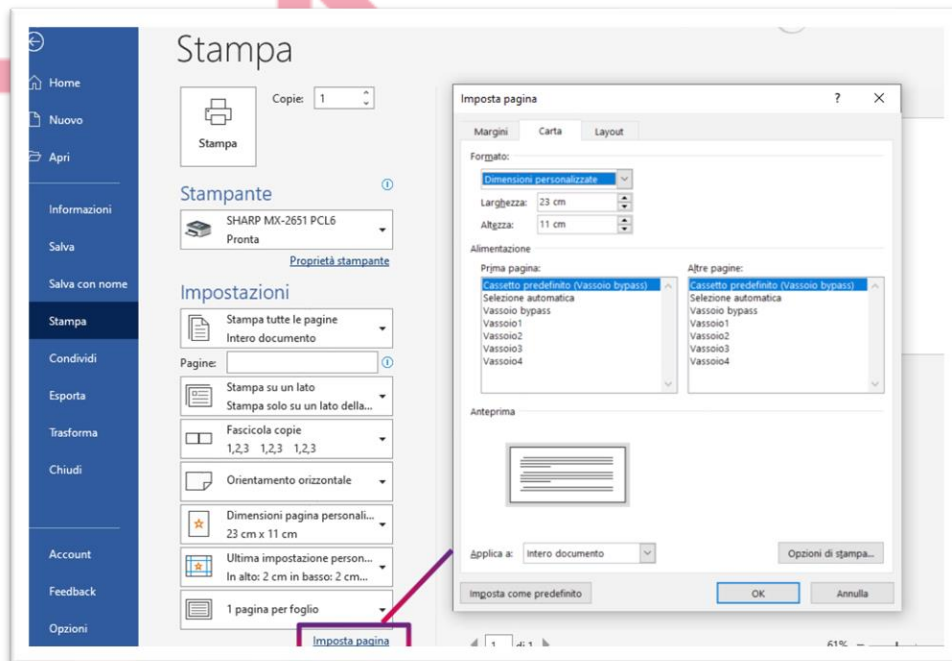 Stampa
Home
Nuovo
Apri
Informazioni
Salva
Salva con nome
Stampa
Condividi
Esporta
Trasforma
Chiudi
Account
Feedback
Opzioni
Copie: 1
Stampa
Stampante
SHARP MX-2651 PCL6
Pronta
Proprietà stampante
Impostazioni
Stampa tutte le pagine
Intero documento
Pagine:
Stampa su un lato
Stampa solo su un lato della...
Fascicola copie
1,2,3 1,2,3 1,2,3
Orientamento orizzontale
Dimensioni pagina personali...
23 cm x 11 cm
Ultima impostazione person...
In alto: 2 cm in basso: 2 cm...
1 pagina per foglio
Imposta pagina
Imposta pagina ? X
Margini Carta Layout
Formato:
Dimensioni personalizzate
Larghezza: 23 cm
Altezza: 11 cm
Alimentazione
Prima pagina:
Cassetto predefinito (Vassoio bypass)
Selezione automatica
Vassoio bypass
Vassoio1
Vassoio2
Vassoio3
Vassoio4
Altre pagine:
Cassetto predefinito (Vassoio bypass)
Selezione automatica
Vassoio bypass
Vassoio1
Vassoio2
Vassoio3
Vassoio4
Anteprima
Applica a: Intero documento
Opzioni di stampa...
Imposta come predefinito
OK
Annulla
1 di 1
61%